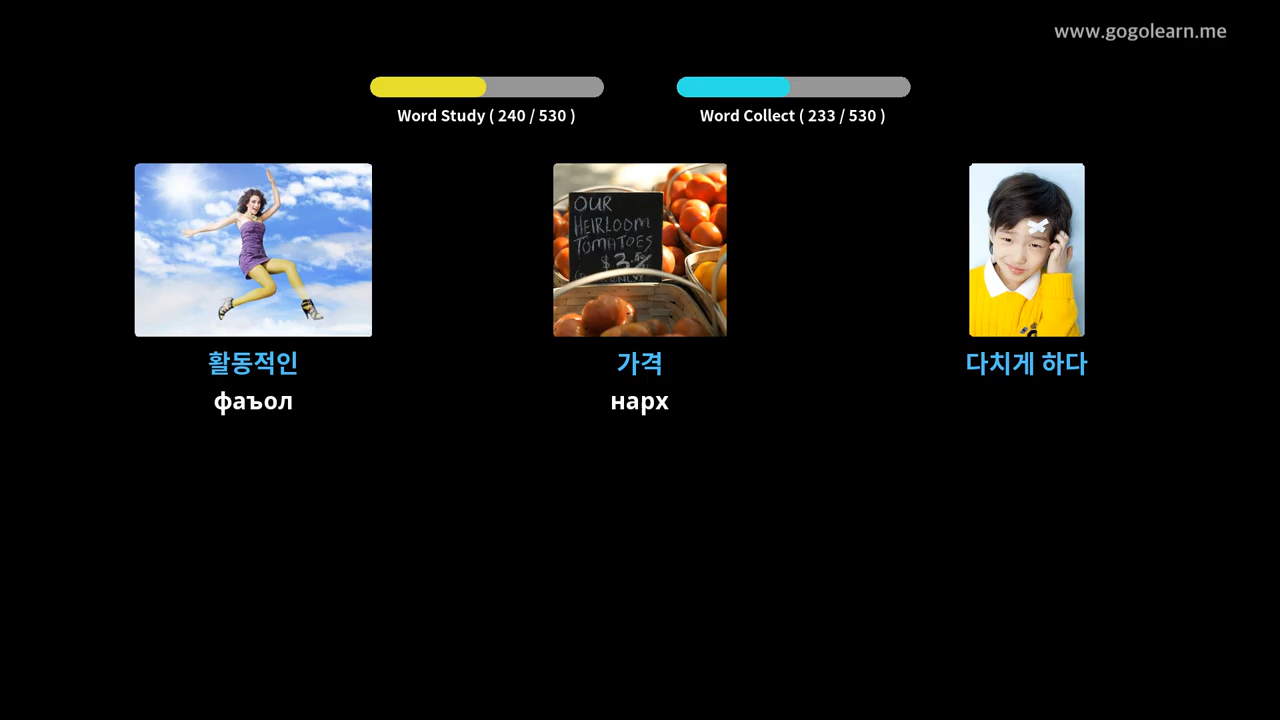 www.gogolearn.me
Word Study ( 240 / 530 )
Word Collect ( 233 / 530 )
OUR
HEIRLOOM
TOMATOES
활동적인
가격
다치게 하다
фаъол
нарх